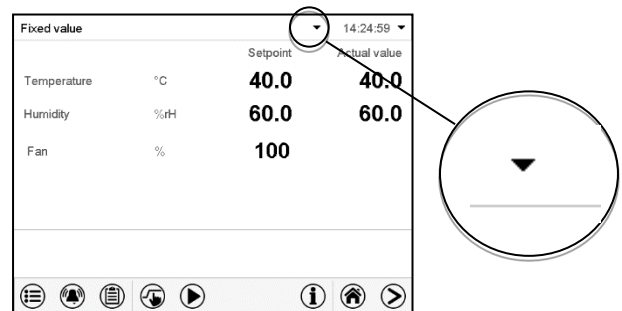 Fixed value 14:24:59
Setpoint Actual value
Temperature °C 40.0 40.0
Humidity %rH 60.0 60.0
Fan % 100